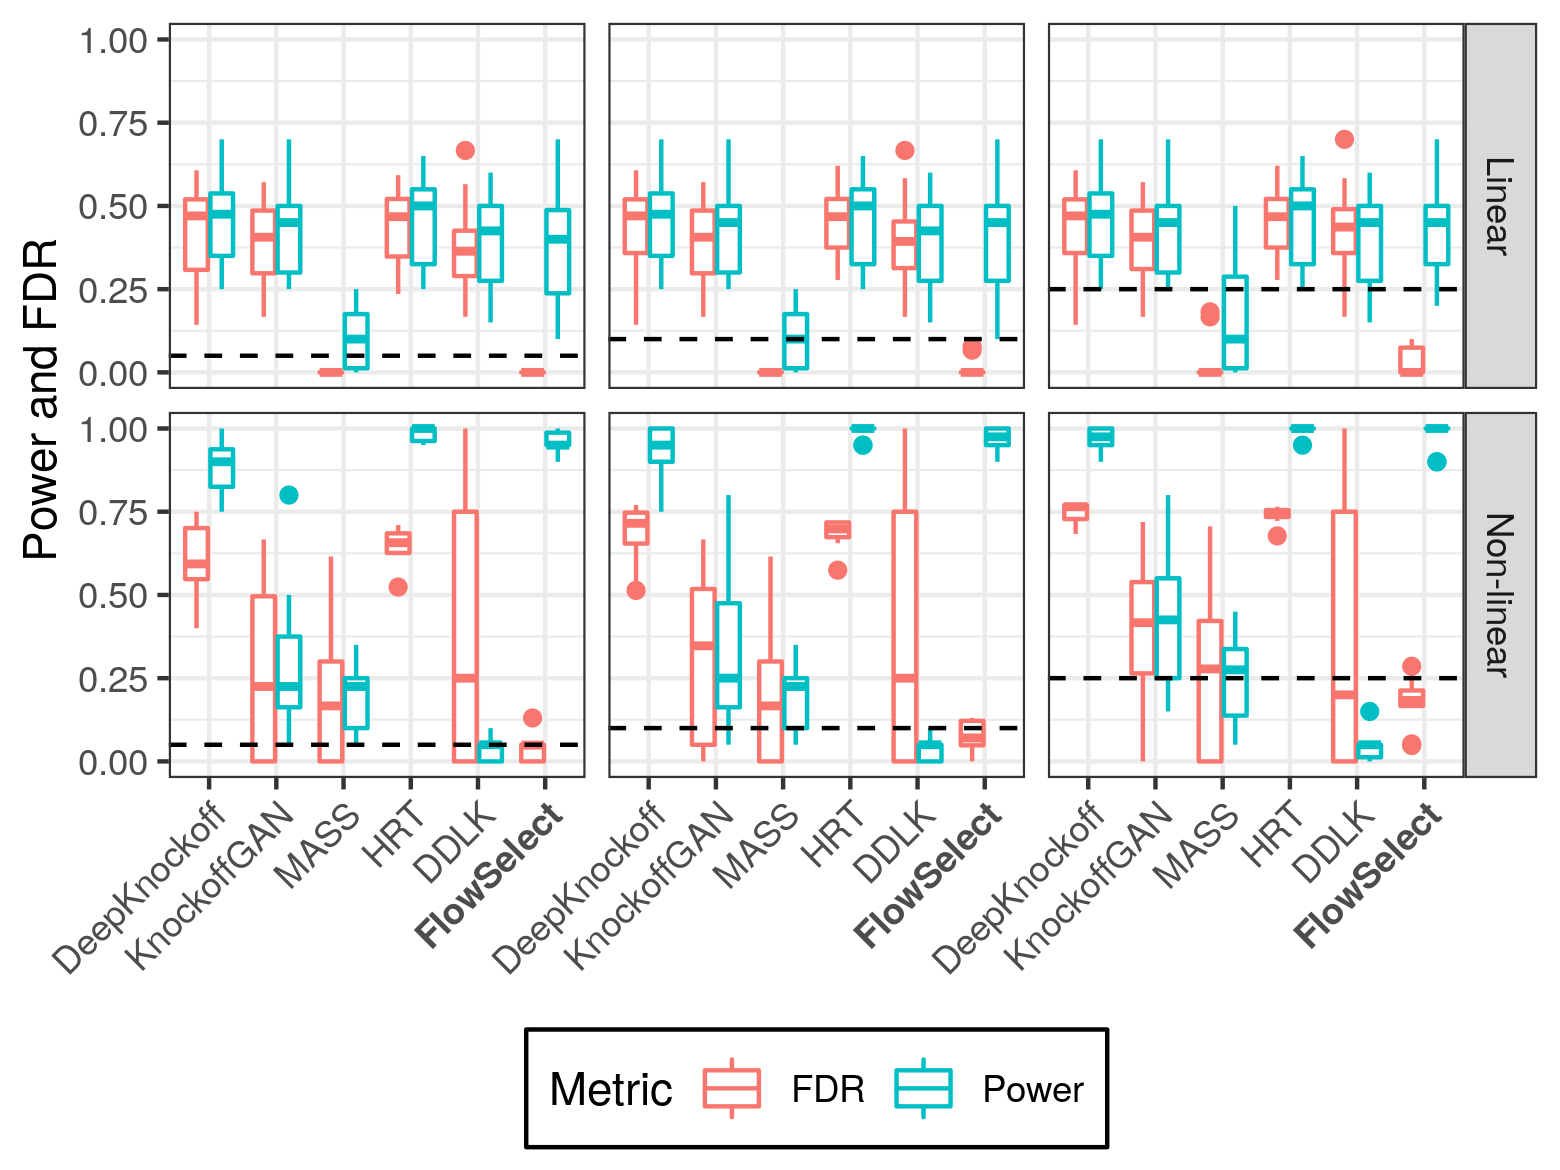 Power and FDR
1.00
0.75
0.50
0.25
0.00
Linear
1.00
0.75
0.50
0.25
0.00
Non-linear
DeepKnockoff
KnockoffGAN
MASS
HRT
DDLK
FlowSelect
DeepKnockoff
KnockoffGAN
MASS
HRT
DDLK
FlowSelect
DeepKnockoff
KnockoffGAN
MASS
HRT
DDLK
FlowSelect
Metric FDR Power